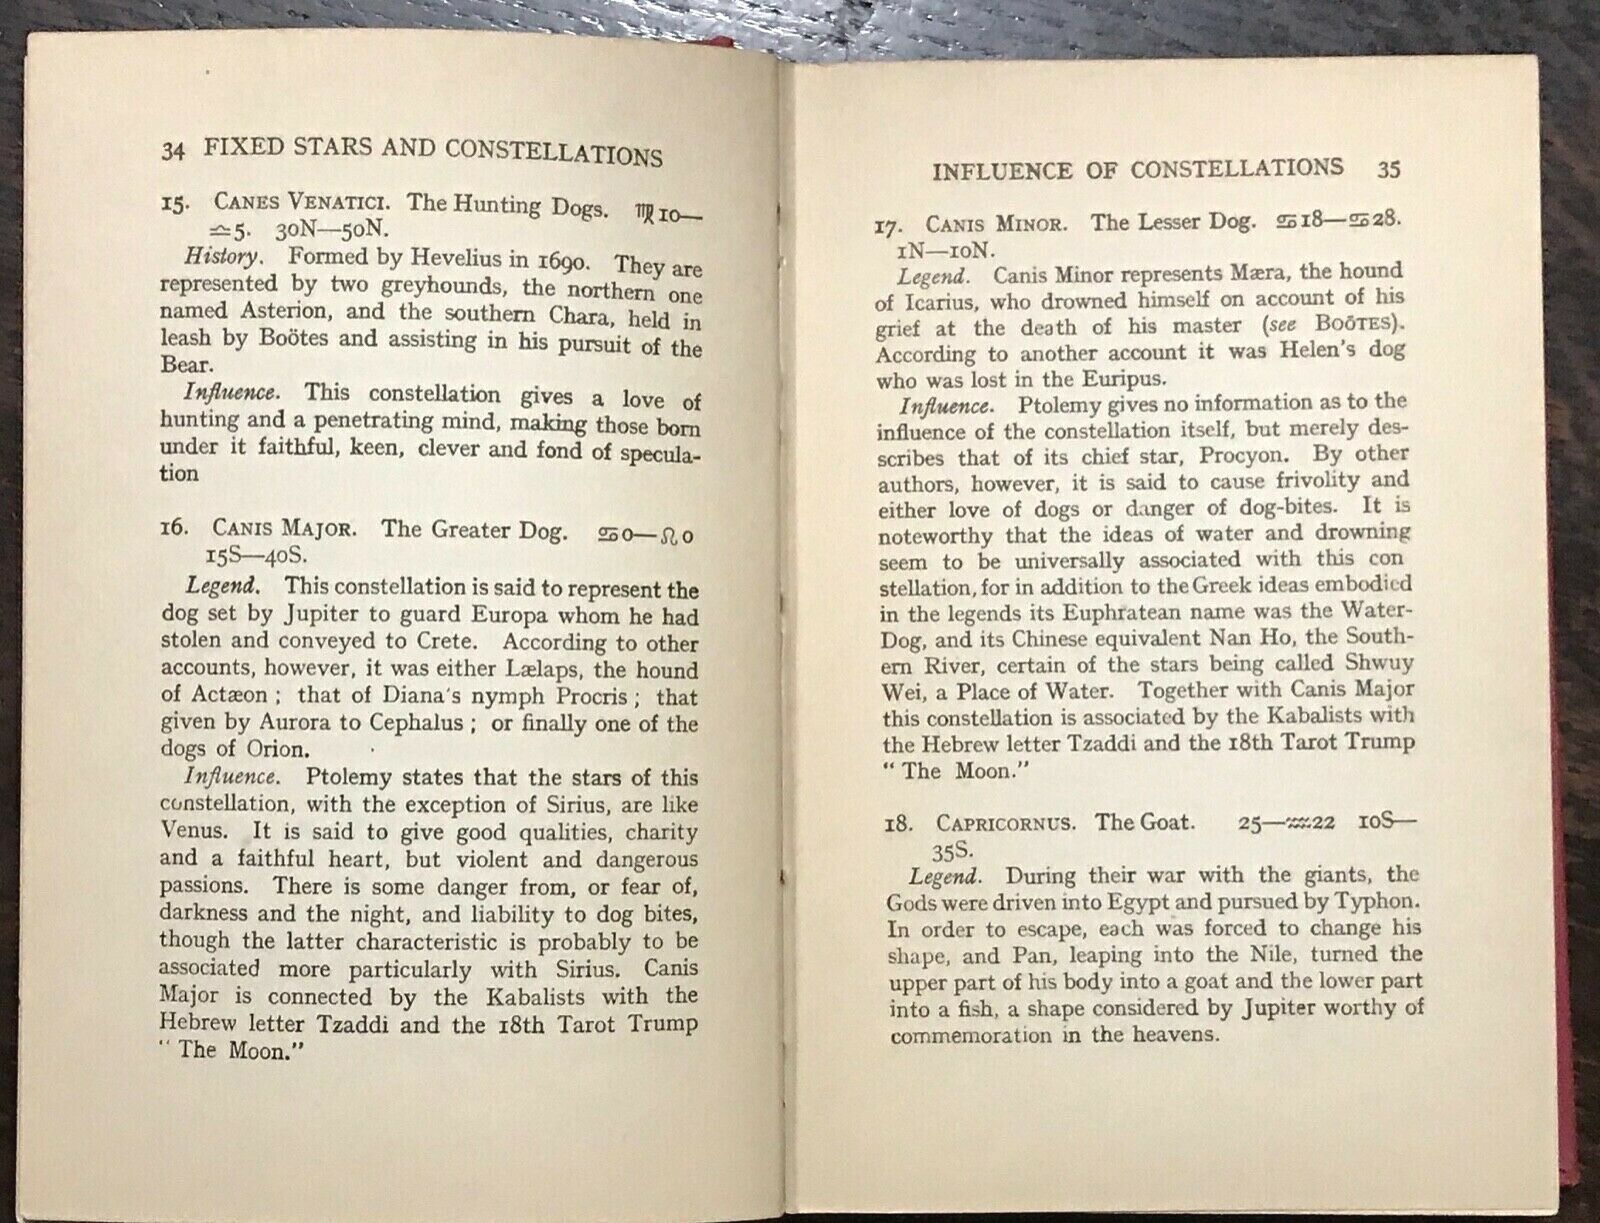 34 FIXED STARS AND CONSTELLATIONS
15. CANES VENATICI. The Hunting Dogs. ♍10—
♎5. 30N—50N.
History. Formed by Hevelius in 1690. They are
represented by two greyhounds, the northern one
named Asterion, and the southern Chara, held in
leash by Boötes and assisting in his pursuit of the
Bear.
Influence. This constellation gives a love of
hunting and a penetrating mind, making those born
under it faithful, keen, clever and fond of specula-
tion
16. CANIS MAJOR. The Greater Dog. ♋0—♌0
15S—40S.
Legend. This constellation is said to represent the
dog set by Jupiter to guard Europa whom he had
stolen and conveyed to Crete. According to other
accounts, however, it was either Lælaps, the hound
of Actæon ; that of Diana's nymph Procris ; that
given by Aurora to Cephalus ; or finally one of the
dogs of Orion.
Influence. Ptolemy states that the stars of this
constellation, with the exception of Sirius, are like
Venus. It is said to give good qualities, charity
and a faithful heart, but violent and dangerous
passions. There is some danger from, or fear of,
darkness and the night, and liability to dog bites,
though the latter characteristic is probably to be
associated more particularly with Sirius. Canis
Major is connected by the Kabalists with the
Hebrew letter Tzaddi and the 18th Tarot Trump
" The Moon."
INFLUENCE OF CONSTELLATIONS 35
17. CANIS MINOR. The Lesser Dog. ♋18—♋28.
1N—10N.
Legend. Canis Minor represents Mæra, the hound
of Icarius, who drowned himself on account of his
grief at the death of his master (see BOÖTES).
According to another account it was Helen's dog
who was lost in the Euripus.
Influence. Ptolemy gives no information as to the
influence of the constellation itself, but merely des-
scribes that of its chief star, Procyon. By other
authors, however, it is said to cause frivolity and
either love of dogs or danger of dog-bites. It is
noteworthy that the ideas of water and drowning
seem to be universally associated with this con
stellation, for in addition to the Greek ideas embodied
in the legends its Euphratean name was the Water-
Dog, and its Chinese equivalent Nan Ho, the South-
ern River, certain of the stars being called Shwuy
Wei, a Place of Water. Together with Canis Major
this constellation is associated by the Kabalists with
the Hebrew letter Tzaddi and the 18th Tarot Trump
" The Moon."
18. CAPRICORNUS. The Goat. 25—♒22 10S—
35S.
Legend. During their war with the giants, the
Gods were driven into Egypt and pursued by Typhon.
In order to escape, each was forced to change his
shape, and Pan, leaping into the Nile, turned the
upper part of his body into a goat and the lower part
into a fish, a shape considered by Jupiter worthy of
commemoration in the heavens.